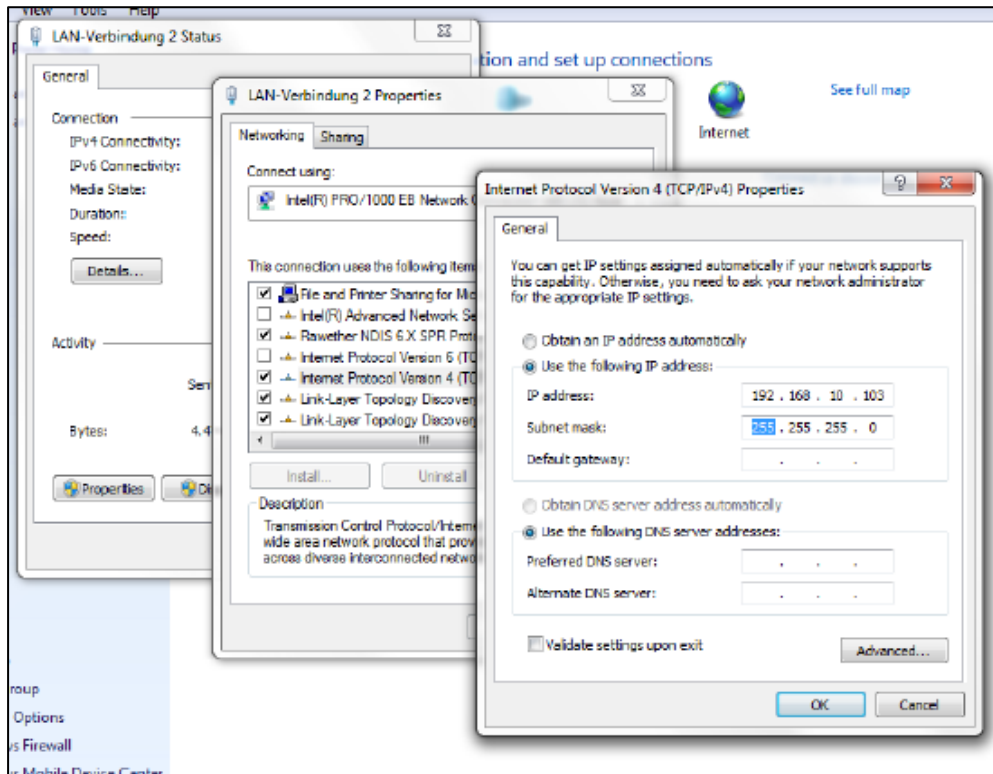 View Tools Help
LAN-Verbindung 2 Status
General
Connection
IPv4 Connectivity:
IPv6 Connectivity:
Media State:
Duration:
Speed:
Details...
Activity
Bytes: 4,4
Properties
tion and set up connections
See full map
Internet
LAN-Verbindung 2 Properties
Networking Sharing
Connect using:
Intel(R) PRO/1000 EB Network
This connection uses the following item
File and Printer Sharing for Mic
Intel(R) Advanced Network Se
Rawether NDIS 6.X SPR Prot
Internet Protocol Version 6 (TC
Internet Protocol Version 4 (TC
Link-Layer Topology Discovery
Link-Layer Topology Discovery
Install... Uninstall
Description
Transmission Control Protocol/Interne
wide area network protocol that prov
across diverse interconnected netwo
Internet Protocol Version 4 (TCP/IPv4) Properties
General
You can get IP settings assigned automatically if your network supports
this capability. Otherwise, you need to ask your network administrator
for the appropriate IP settings.
Obtain an IP address automatically
Use the following IP address:
IP address: 192 . 168 . 10 . 103
Subnet mask: 255 . 255 . 255 . 0
Default gateway: . . .
Obtain DNS server address automatically
Use the following DNS server addresses:
Preferred DNS server: . . .
Alternate DNS server: . . .
Validate settings upon exit
Advanced...
OK Cancel
roup
Options
s Firewall
Mobile Device Center